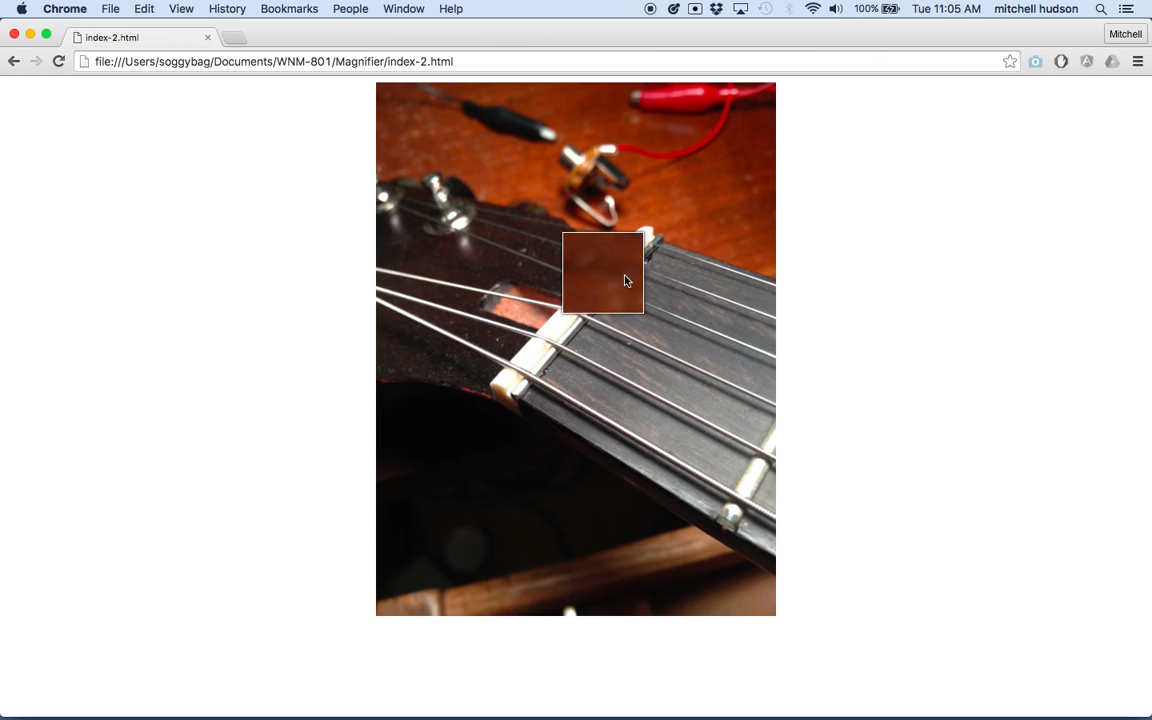 Chrome File Edit View History Bookmarks People Window Help 100% Tue 11:05 AM mitchell hudson
index-2.html Mitchell
file:///Users/soggybag/Documents/WNM-801/Magnifier/index-2.html